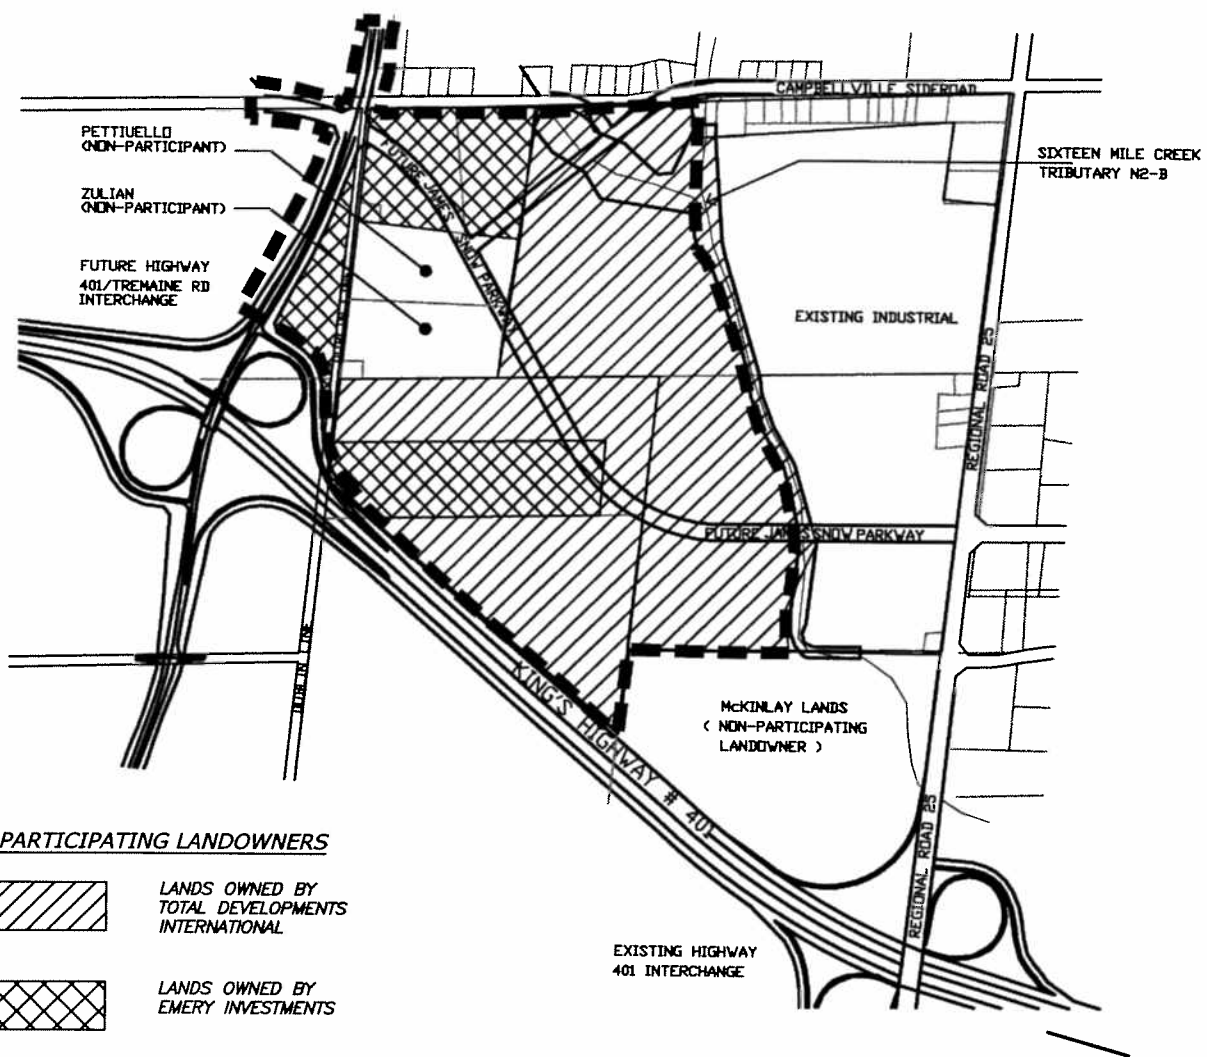 CAMPBELLVILLE SIDEROAD
PETTIUELLO
(NON-PARTICIPANT)
ZULIAN
(NON-PARTICIPANT)
FUTURE HIGHWAY
401/TREMAINE RD
INTERCHANGE
FUTURE JAMES SNOW PARKWAY
SIXTEEN MILE CREEK
TRIBUTARY N2-B
EXISTING INDUSTRIAL
REGIONAL ROAD 25
FUTURE JAMES SNOW PARKWAY
DUBLIN LINE
KING'S HIGHWAY # 401
McKINLAY LANDS
( NON-PARTICIPATING
LANDOWNER )
REGIONAL ROAD 25
EXISTING HIGHWAY
401 INTERCHANGE
PARTICIPATING LANDOWNERS
LANDS OWNED BY
TOTAL DEVELOPMENTS
INTERNATIONAL
LANDS OWNED BY
EMERY INVESTMENTS